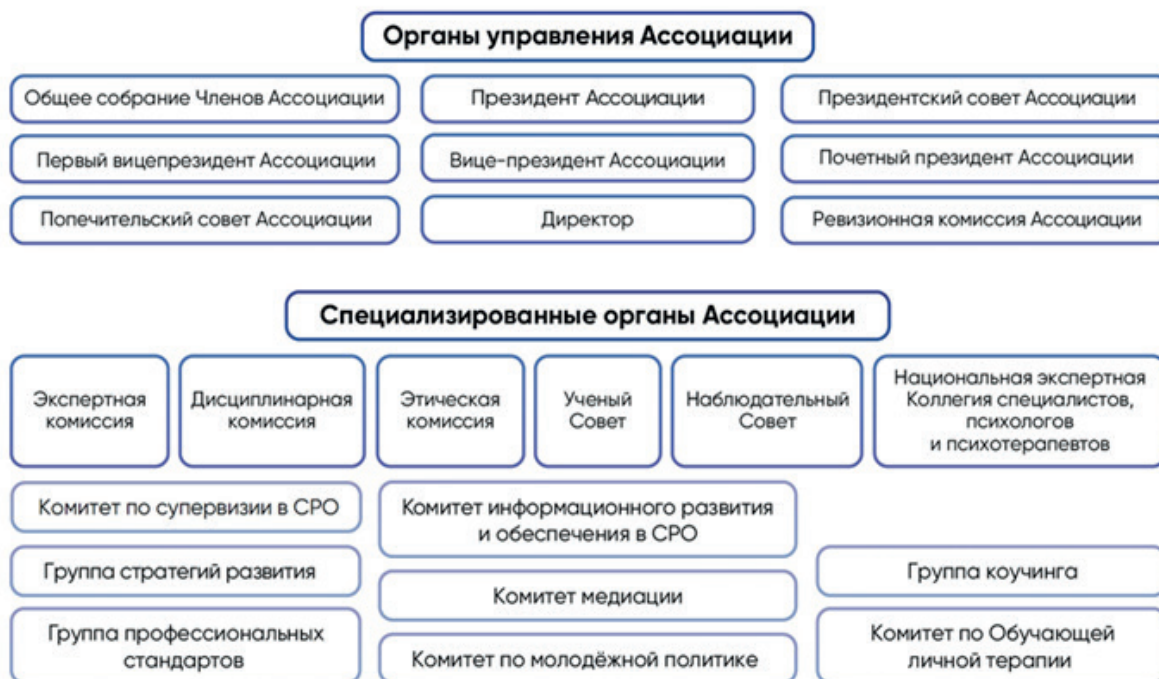 Органы управления Ассоциации
Общее собрание Членов Ассоциации
Президент Ассоциации
Президентский совет Ассоциации
Первый вицепрезидент Ассоциации
Вице-президент Ассоциации
Почетный президент Ассоциации
Попечительский совет Ассоциации
Директор
Ревизионная комиссия Ассоциации
Специализированные органы Ассоциации
Экспертная
комиссия
Дисциплинарная
комиссия
Этическая
комиссия
Ученый
Совет
Наблюдательный
Совет
Национальная экспертная
Коллегия специалистов,
психологов
и психотерапевтов
Комитет по супервизии в СРО
Комитет информационного развития
и обеспечения в СРО
Группа стратегий развития
Комитет медиации
Группа коучинга
Группа профессиональных
стандартов
Комитет по молодёжной политике
Комитет по Обучающей
личной терапии